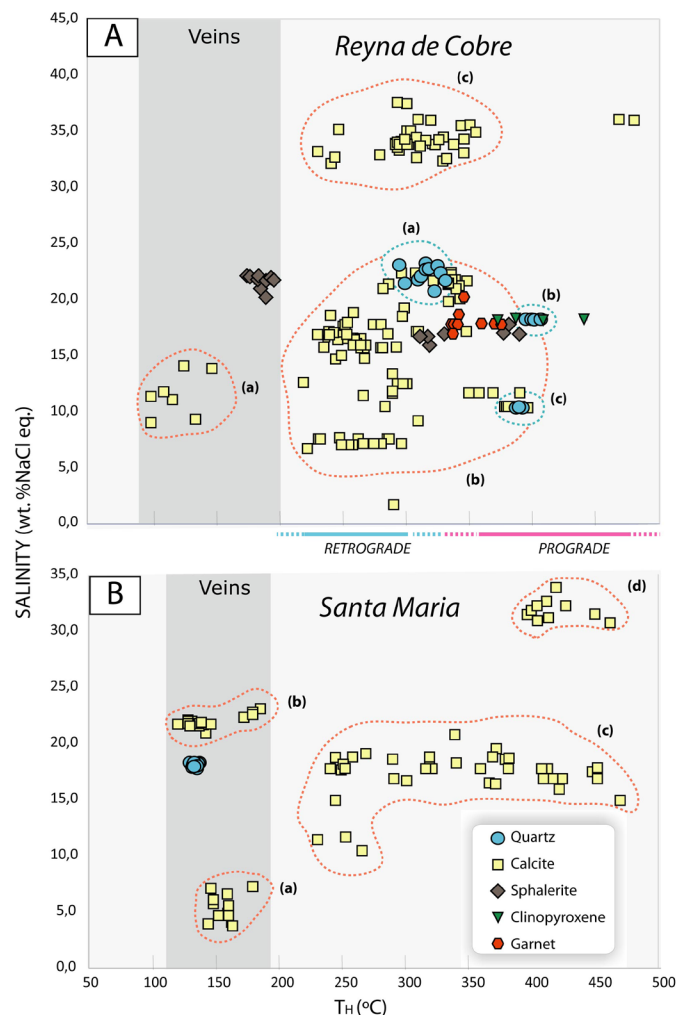 A
Veins
Reyna de Cobre
45,0
40,0
35,0
30,0
25,0
20,0
15,0
10,0
5,0
0,0
(c)
(a)
(b)
(a)
(c)
(b)
RETROGRADE
PROGRADE
SALINITY (wt. %NaCl eq.)
B
Veins
Santa Maria
35,0
30,0
25,0
20,0
15,0
10,0
5,0
0,0
(d)
(b)
(c)
(a)
Quartz
Calcite
Sphalerite
Clinopyroxene
Garnet
50 100 150 200 250 300 350 400 450 500
TH (ºC)